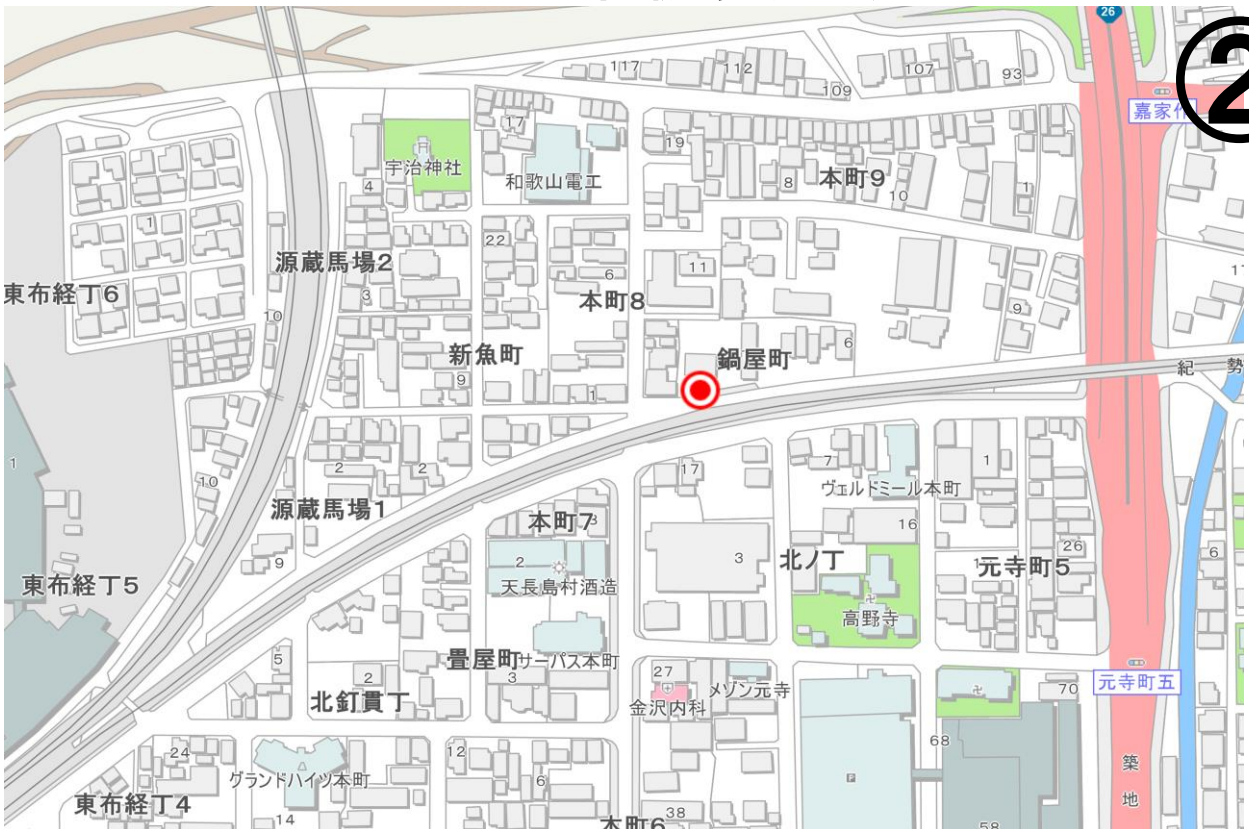 26
②
117
112
107
93
109
嘉家作
17
宇治神社
和歌山電工
19
4
8
本町9
10
1
1
22
源蔵馬場2
11
6
3
東布経丁6
本町8
10
9
新魚町
鍋屋町
6
9
1
紀
勢
1
10
2
2
17
7
1
ヴェルドミール本町
源蔵馬場1
本町7
3
16
9
2
3
北ノ丁
26
元寺町5
6
東布経丁5
天長島村酒造
高野寺
5
畳屋町
サーパス本町
2
3
27
メゾン元寺
元寺町五
70
北釘貫丁
金沢内科
24
12
68
グランドハイツ本町
6
P
築
地
東布経丁4
14
本町6
38
58